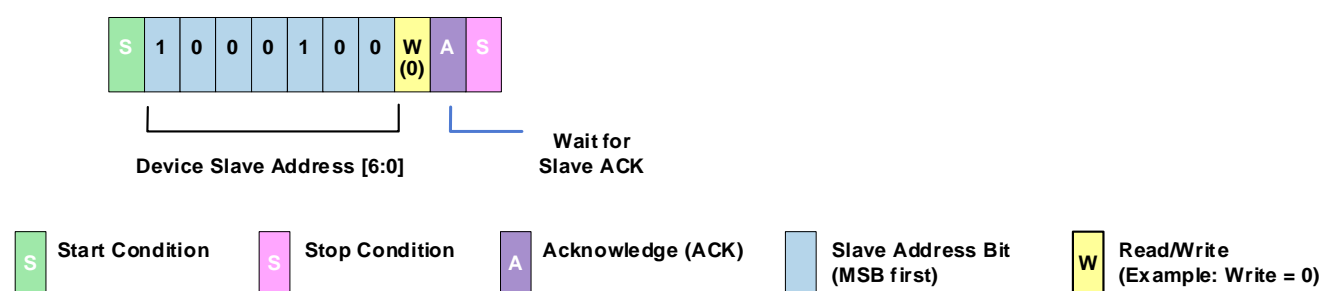 S 1 0 0 0 1 0 0 W A S
(0)
Wait for
Slave ACK
Device Slave Address [6:0]
S Start Condition
S Stop Condition
A Acknowledge (ACK)
Slave Address Bit
(MSB first)
W Read/Write
(Example: Write = 0)